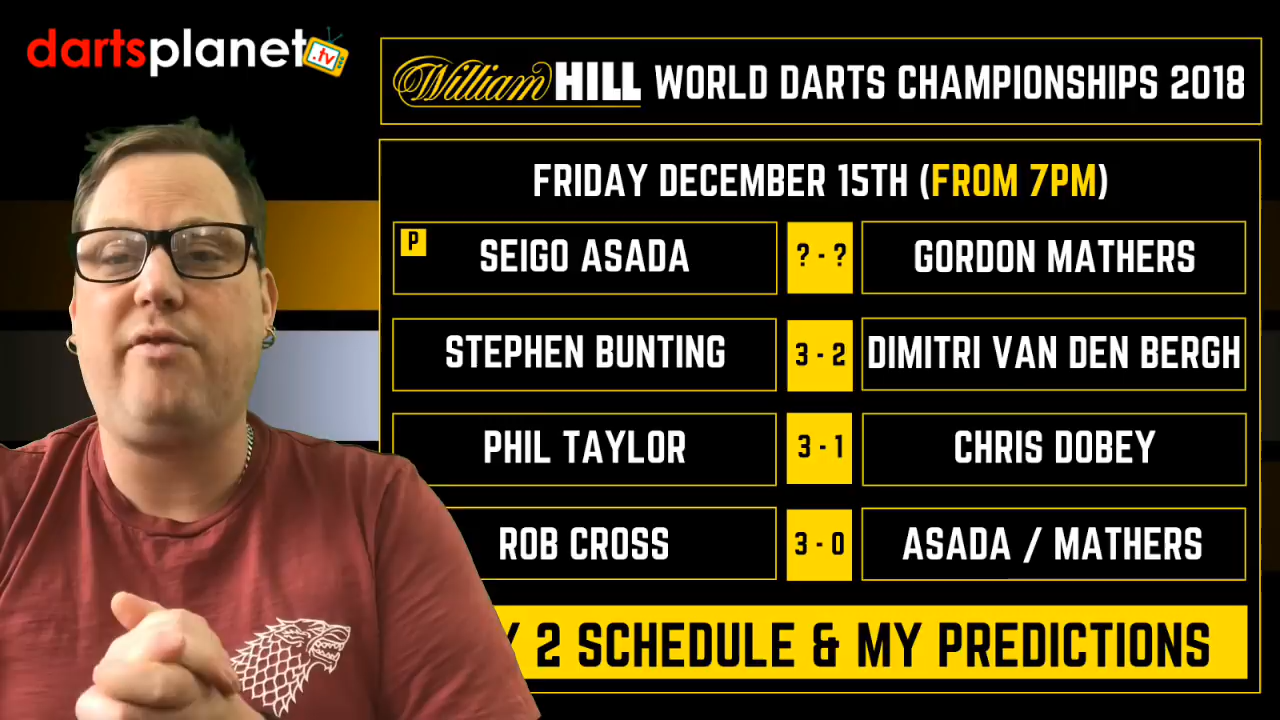 dartsplanet.tv
William HILL WORLD DARTS CHAMPIONSHIPS 2018
FRIDAY DECEMBER 15TH (FROM 7PM)
P SEIGO ASADA ? - ? GORDON MATHERS
STEPHEN BUNTING 3 - 2 DIMITRI VAN DEN BERGH
PHIL TAYLOR 3 - 1 CHRIS DOBEY
ROB CROSS 3 - 0 ASADA / MATHERS
2 SCHEDULE & MY PREDICTIONS